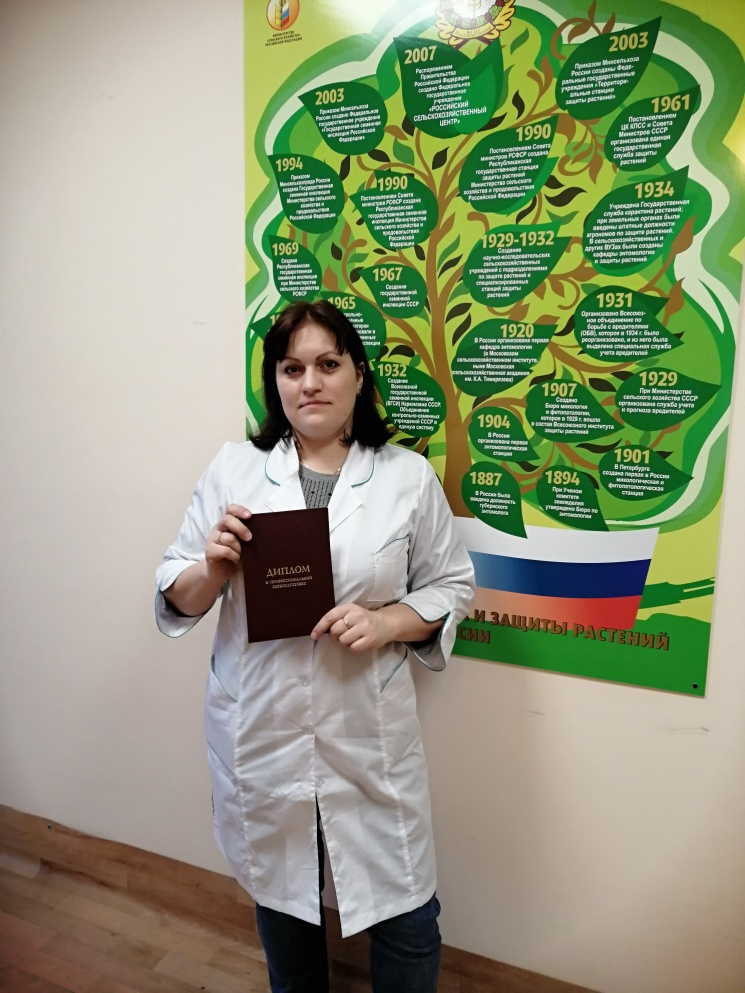 МИНИСТЕРСТВО
СЕЛЬСКОГО ХОЗЯЙСТВА
РОССИЙСКОЙ ФЕДЕРАЦИИ
2007
Распоряжением
Правительства
Российской Федерации
создано Федеральное
государственное
учреждение
«РОССИЙСКИЙ
СЕЛЬСКОХОЗЯЙСТВЕННЫЙ
ЦЕНТР»
2003
Приказом Минсельхоза
России созданы Феде-
ральные государственные
учреждения «Территори-
альные станции
защиты растений»
2003
Приказом Минсельхоза
России создано Федеральное
государственное учреждение
«Государственная семенная
инспекция Российской
Федерации»
1961
Постановлением
ЦК КПСС и Совета
Министров СССР
организована единая
государственная
служба защиты
растений
1990
Постановлением Совета
министров РСФСР создана
Республиканская
государственная станция
защиты растений
Министерства сельского
хозяйства и продовольствия
Российской Федерации
1994
Приказом
Минсельхозпрода России
создана Государственная
семенная инспекция
Министерства сельского
хозяйства и
продовольствия
Российской Федерации
1990
Постановлением Совета
министров РСФСР создана
Республиканская
государственная семенная
инспекция Министерства
сельского хозяйства
и продовольствия
Российской
Федерации
1934
Учреждена Государственная
служба карантина растений;
при земельных органах были
введены штатные должности
агрономов по защите растений.
В сельскохозяйственных и
других ВУЗах были созданы
кафедры энтомологии
и защиты растений
1929-1932
Создание
научно-исследовательских
сельскохозяйственных
учреждений с подразделениями
по защите растений и
специализированных
станций защиты
растений
1969
Создана
Республиканская
государственная
семенная инспекция
при Министерстве
сельского хозяйства
РСФСР
1967
Создание
государственной
семенной
инспекции СССР
1931
Организовано Всесоюз-
ное объединение по
борьбе с вредителями
(ОБВ), которое в 1934 г. было
реорганизовано, и из него была
выделена специальная служба
учета вредителей
1965
1920
В России организована первая
кафедра энтомологии
(в Московском
сельскохозяйственном институте,
ныне Московская
сельскохозяйственная академия
им. К.А. Тимирязева)
1932
Создание
Всесоюзной
государственной
семенной инспекции
(ВГСИ) Наркомзема СССР.
Объединение
контрольно-семенных
учреждений СССР в
единую систему
1929
При Министерстве
сельского хозяйства СССР
организована служба учета
и прогноза вредителей
1907
Создано
Бюро микологии
и фитопатологии,
которое в 1929 г. вошло
в состав Всесоюзного института
защиты растений
1904
В России
организована первая
энтомологическая
станция
1901
В Петербурге
создана первая в России
микологическая и
фитопатологическая
станция
1887
В России была
введена должность
губернского
энтомолога
1894
При Ученом
комитете
земледелия
утверждено Бюро по
энтомологии
И ЗАЩИТЫ РАСТЕНИЙ
СИИ
ДИПЛОМ
О ПРОФЕССИОНАЛЬНОЙ
ПЕРЕПОДГОТОВКЕ